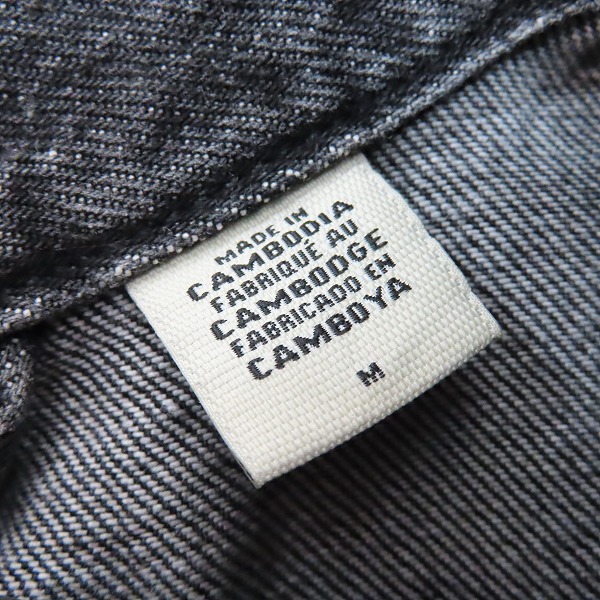 MADE IN
CAMBODIA
FABRIQUÉ AU
CAMBODGE
FABRICADO EN
CAMBOYA
M